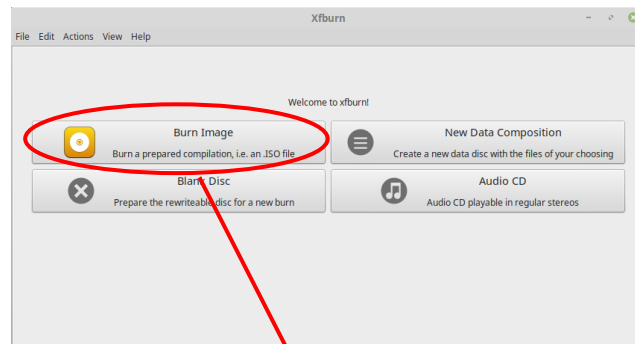 Xfburn
File Edit Actions View Help
Welcome to xfburn!
Burn Image
Burn a prepared compilation, i.e. an .ISO file
New Data Composition
Create a new data disc with the files of your choosing
Blank Disc
Prepare the rewriteable disc for a new burn
Audio CD
Audio CD playable in regular stereos